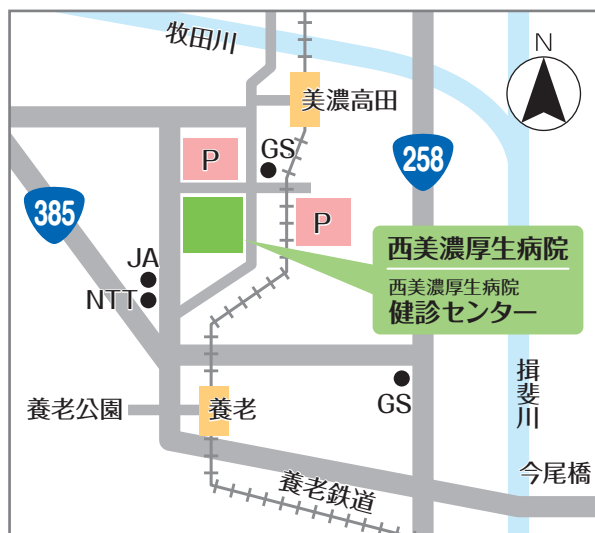 牧田川
N
美濃高田
GS
P
258
385
P
西美濃厚生病院
西美濃厚生病院
健診センター
JA
NTT
揖斐川
GS
養老公園
養老
今尾橋
養老鉄道